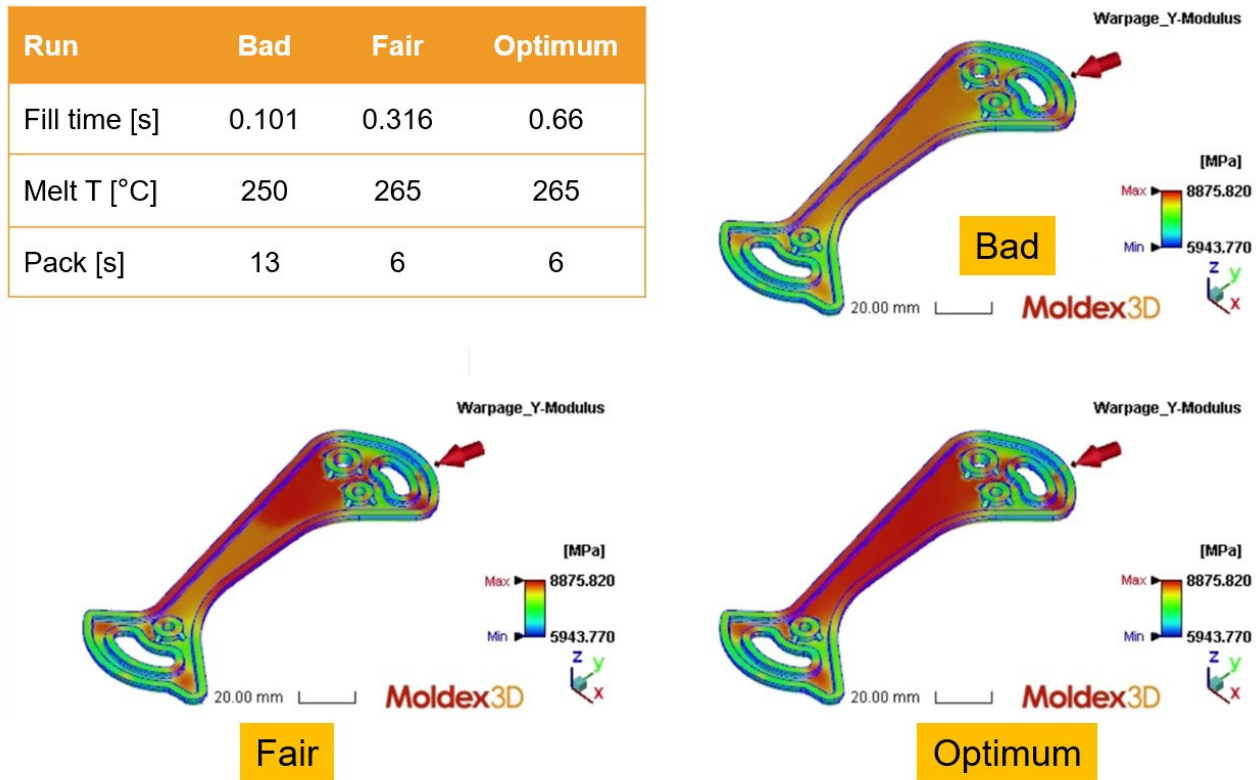 Run Bad Fair Optimum
Fill time [s] 0.101 0.316 0.66
Melt T [°C] 250 265 265
Pack [s] 13 6 6
Warpage_Y-Modulus
[MPa]
Max 8875.820
Min 5943.770
Bad
z
y
x
20.00 mm
Moldex3D
Warpage_Y-Modulus
[MPa]
Max 8875.820
Min 5943.770
z
y
x
20.00 mm
Moldex3D
Fair
Warpage_Y-Modulus
[MPa]
Max 8875.820
Min 5943.770
z
y
x
20.00 mm
Moldex3D
Optimum